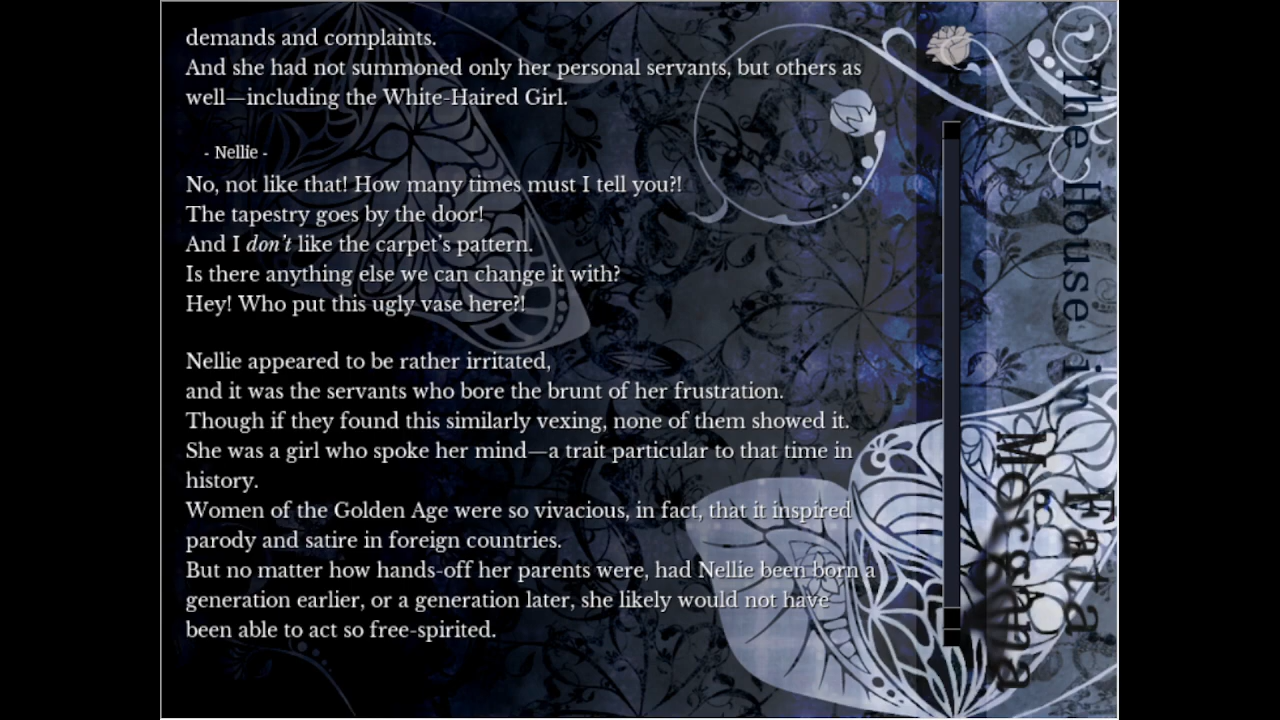 demands and complaints.
And she had not summoned only her personal servants, but others as
well—including the White-Haired Girl.
- Nellie -
No, not like that! How many times must I tell you?!
The tapestry goes by the door!
And I don't like the carpet's pattern.
Is there anything else we can change it with?
Hey! Who put this ugly vase here?!
Nellie appeared to be rather irritated,
and it was the servants who bore the brunt of her frustration.
Though if they found this similarly vexing, none of them showed it.
She was a girl who spoke her mind—a trait particular to that time in
history.
Women of the Golden Age were so vivacious, in fact, that it inspired
parody and satire in foreign countries.
But no matter how hands-off her parents were, had Nellie been born a
generation earlier, or a generation later, she likely would not have
been able to act so free-spirited.
The House in
Fata
Morgana